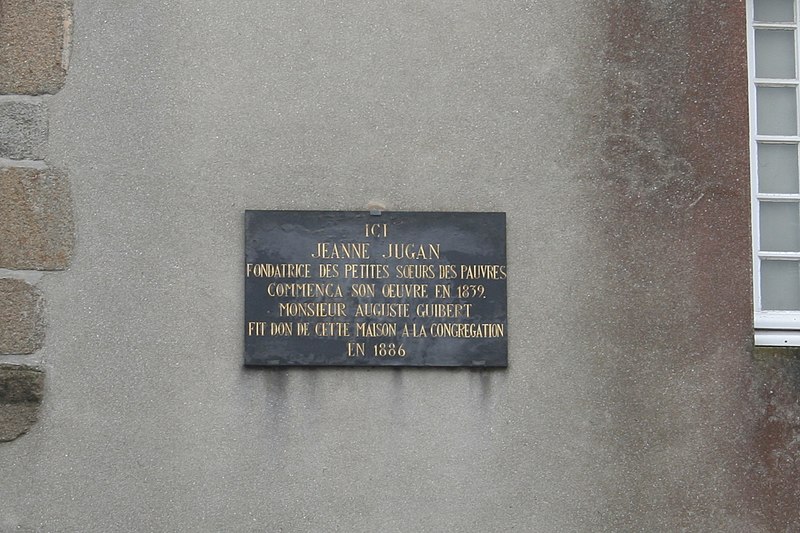 ICI
JEANNE JUGAN
FONDATRICE DES PETITES SŒURS DES PAUVRES
COMMENÇA SON ŒUVRE EN 1839.
MONSIEUR AUGUSTE GUIBERT
FIT DON DE CETTE MAISON A LA CONGREGATION
EN 1886